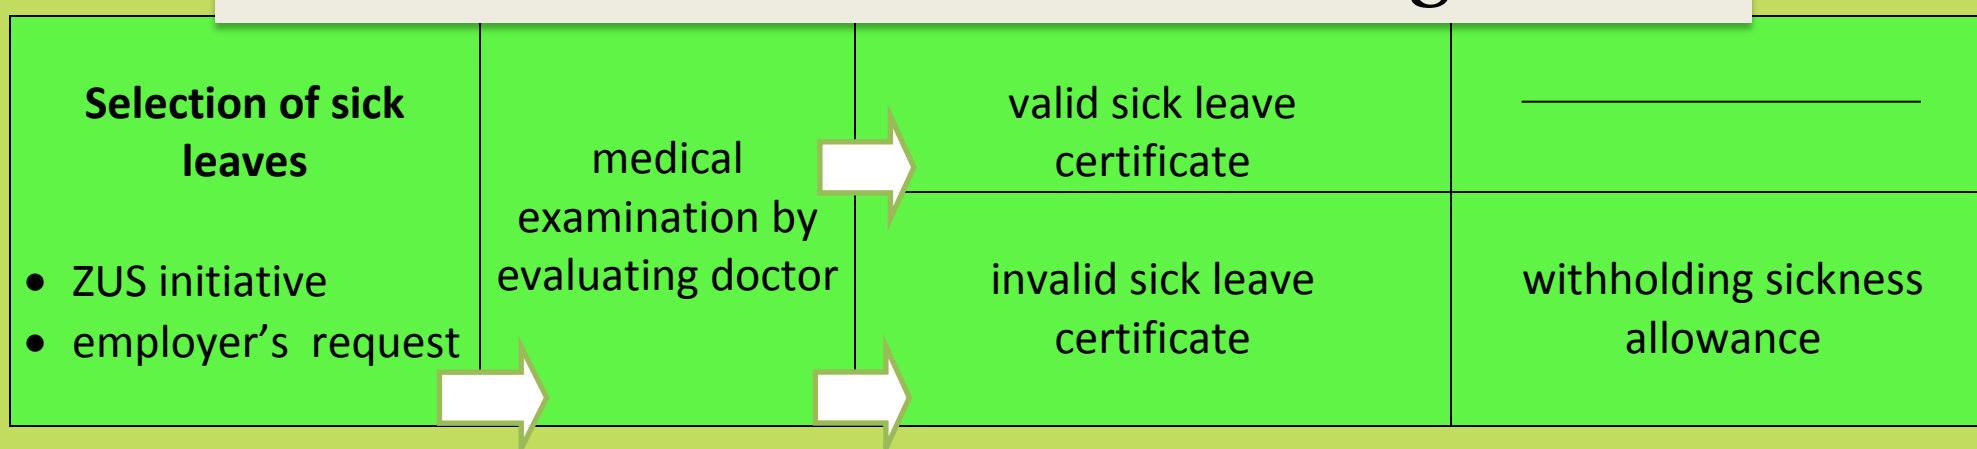 Selection of sick
leaves
• ZUS initiative
• employer’s request
medical
examination by
evaluating doctor
valid sick leave
certificate
invalid sick leave
certificate
withholding sickness
allowance